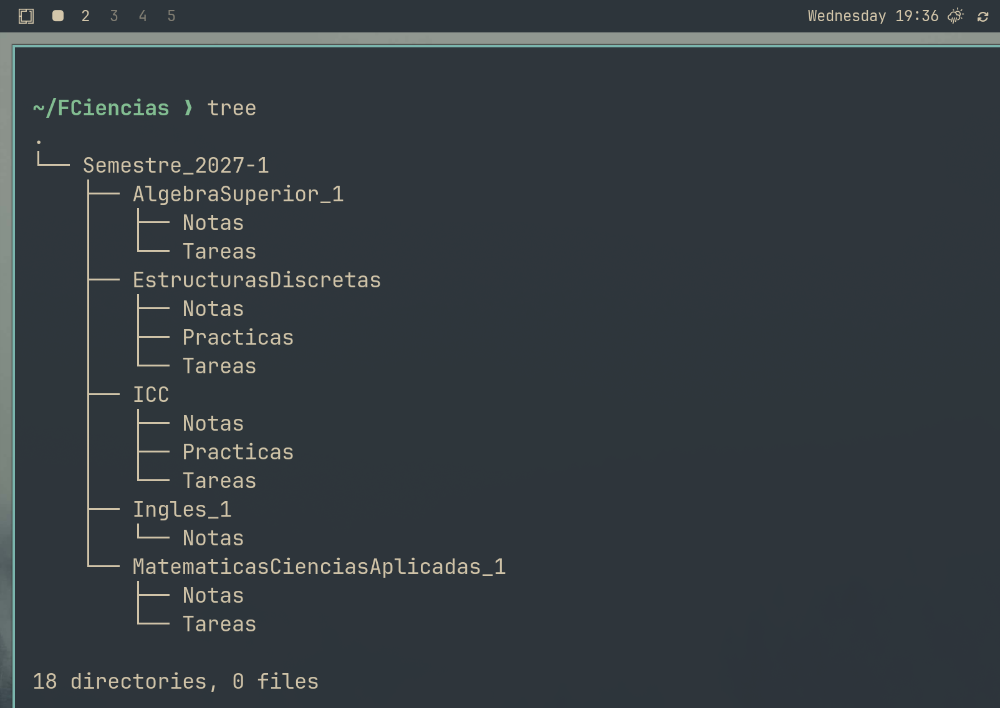 2 3 4 5 Wednesday 19:36
~/FCiencias ❯ tree
.
└── Semestre_2027-1
    ├── AlgebraSuperior_1
    │   ├── Notas
    │   └── Tareas
    ├── EstructurasDiscretas
    │   ├── Notas
    │   ├── Practicas
    │   └── Tareas
    ├── ICC
    │   ├── Notas
    │   ├── Practicas
    │   └── Tareas
    ├── Ingles_1
    │   └── Notas
    └── MatematicasCienciasAplicadas_1
        ├── Notas
        └── Tareas
18 directories, 0 files